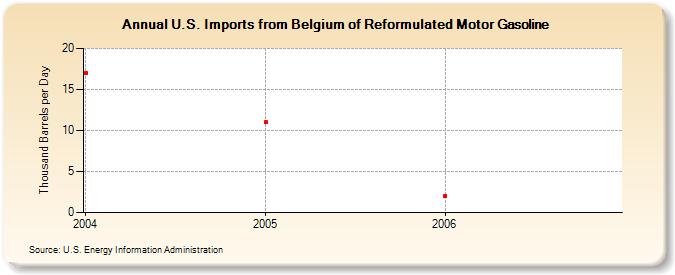 Annual U.S. Imports from Belgium of Reformulated Motor Gasoline
Thousand Barrels per Day
20
15
10
5
0
2004
2005
2006
Source: U.S. Energy Information Administration